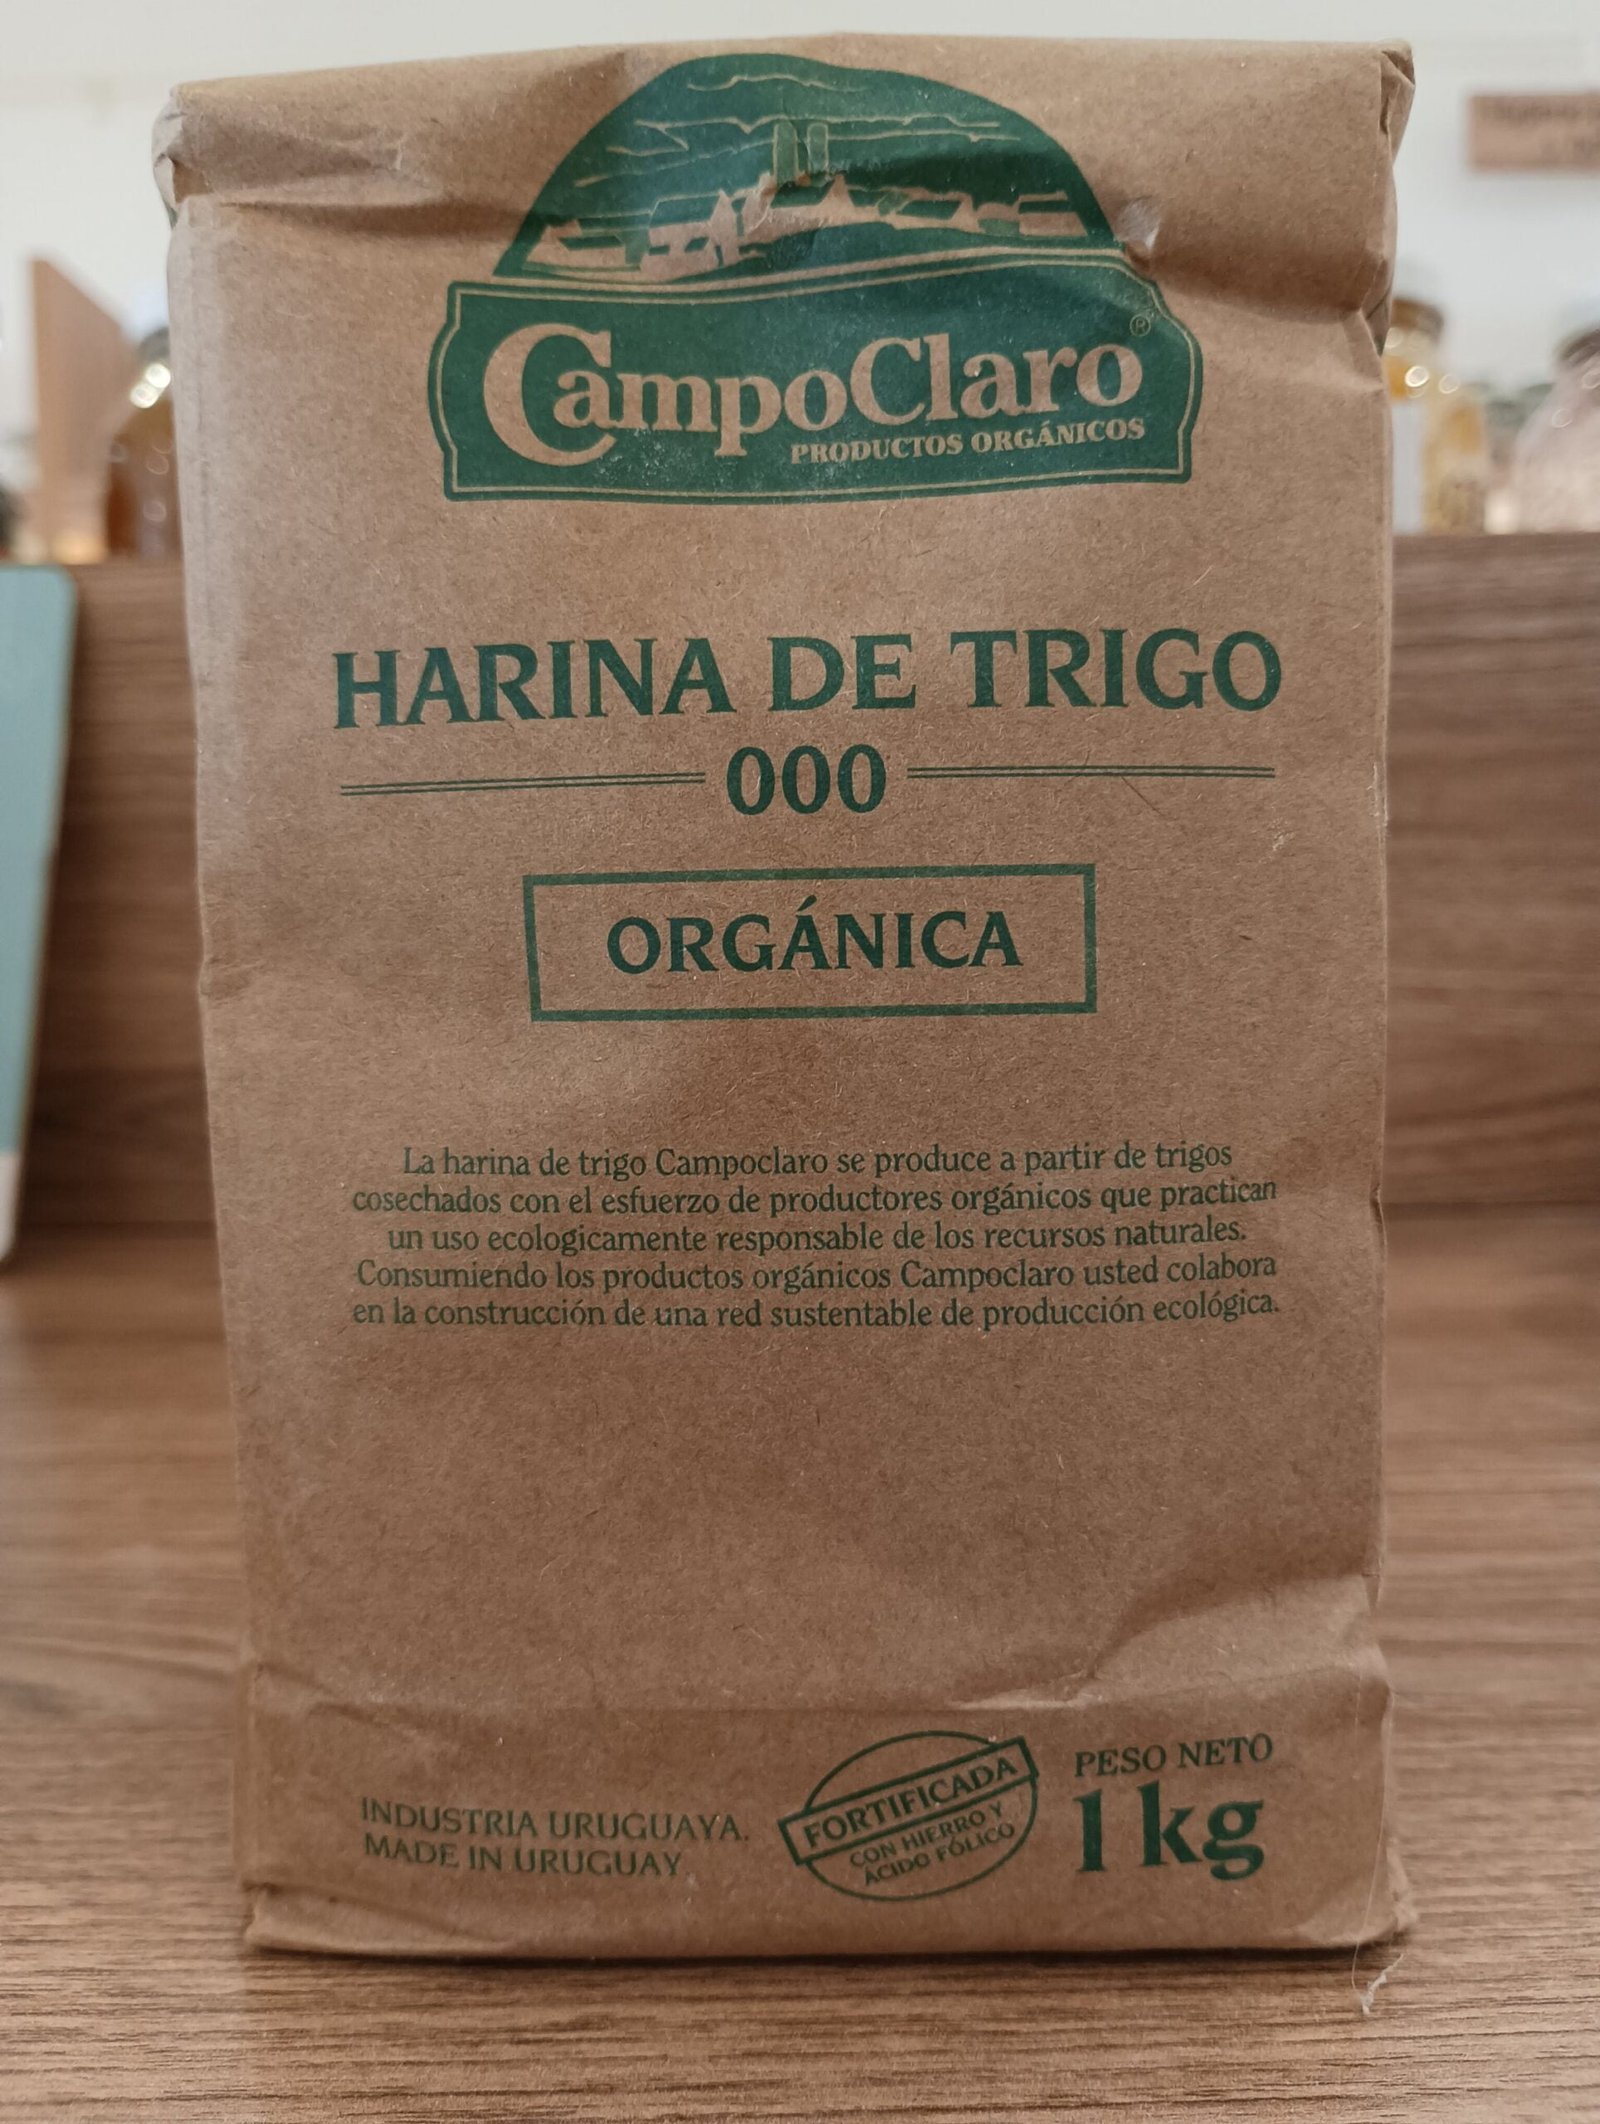 CampoClaro®
PRODUCTOS ORGÁNICOS
HARINA DE TRIGO
000
ORGÁNICA
La harina de trigo Campoclaro se produce a partir de trigos
cosechados con el esfuerzo de productores orgánicos que practican
un uso ecologicamente responsable de los recursos naturales.
Consumiendo los productos orgánicos Campoclaro usted colabora
en la construcción de una red sustentable de producción ecológica.
INDUSTRIA URUGUAYA.
MADE IN URUGUAY
FORTIFICADA
CON HIERRO Y
ÁCIDO FÓLICO
PESO NETO
1 kg